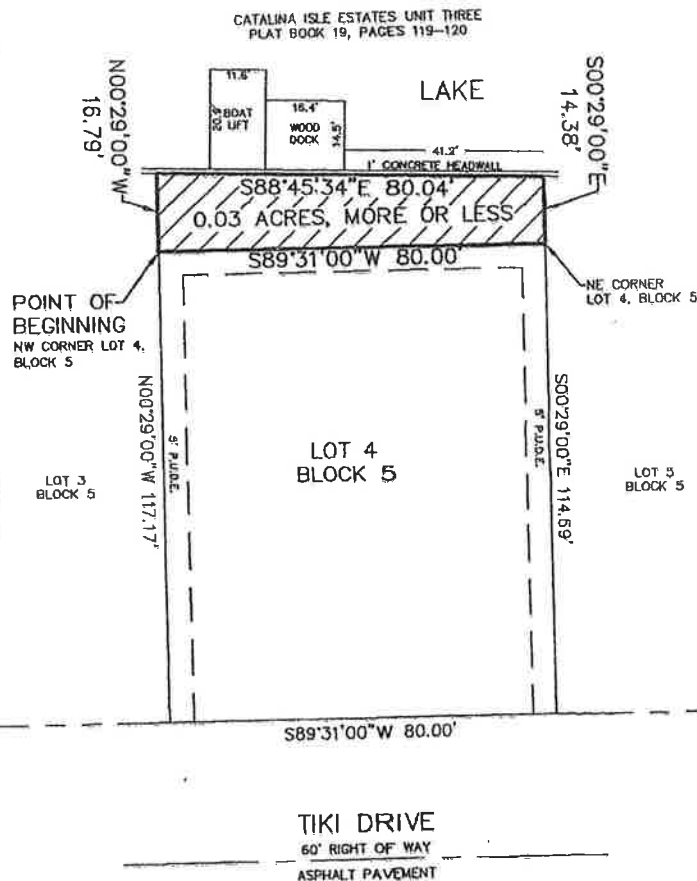 CATALINA ISLE ESTATES UNIT THREE
PLAT BOOK 19, PAGES 119-120
N00°29'00"W
16.79'
11.6'
20.9'
BOAT
LIFT
16.4'
WOOD
DOCK
14.5'
LAKE
S00°29'00"E
14.38'
41.2'
1' CONCRETE HEADWALL
S88°45'34"E 80.04'
0.03 ACRES, MORE OR LESS
S89°31'00"W 80.00'
POINT OF
BEGINNING
NW CORNER LOT 4,
BLOCK 5
NE CORNER
LOT 4, BLOCK 5
N00°29'00"W 117.17'
5' P.U.D.E.
LOT 3
BLOCK 5
LOT 4
BLOCK 5
5' P.U.D.E.
S00°29'00"E 114.59'
LOT 5
BLOCK 5
S89°31'00"W 80.00'
TIKI DRIVE
60' RIGHT OF WAY
ASPHALT PAVEMENT